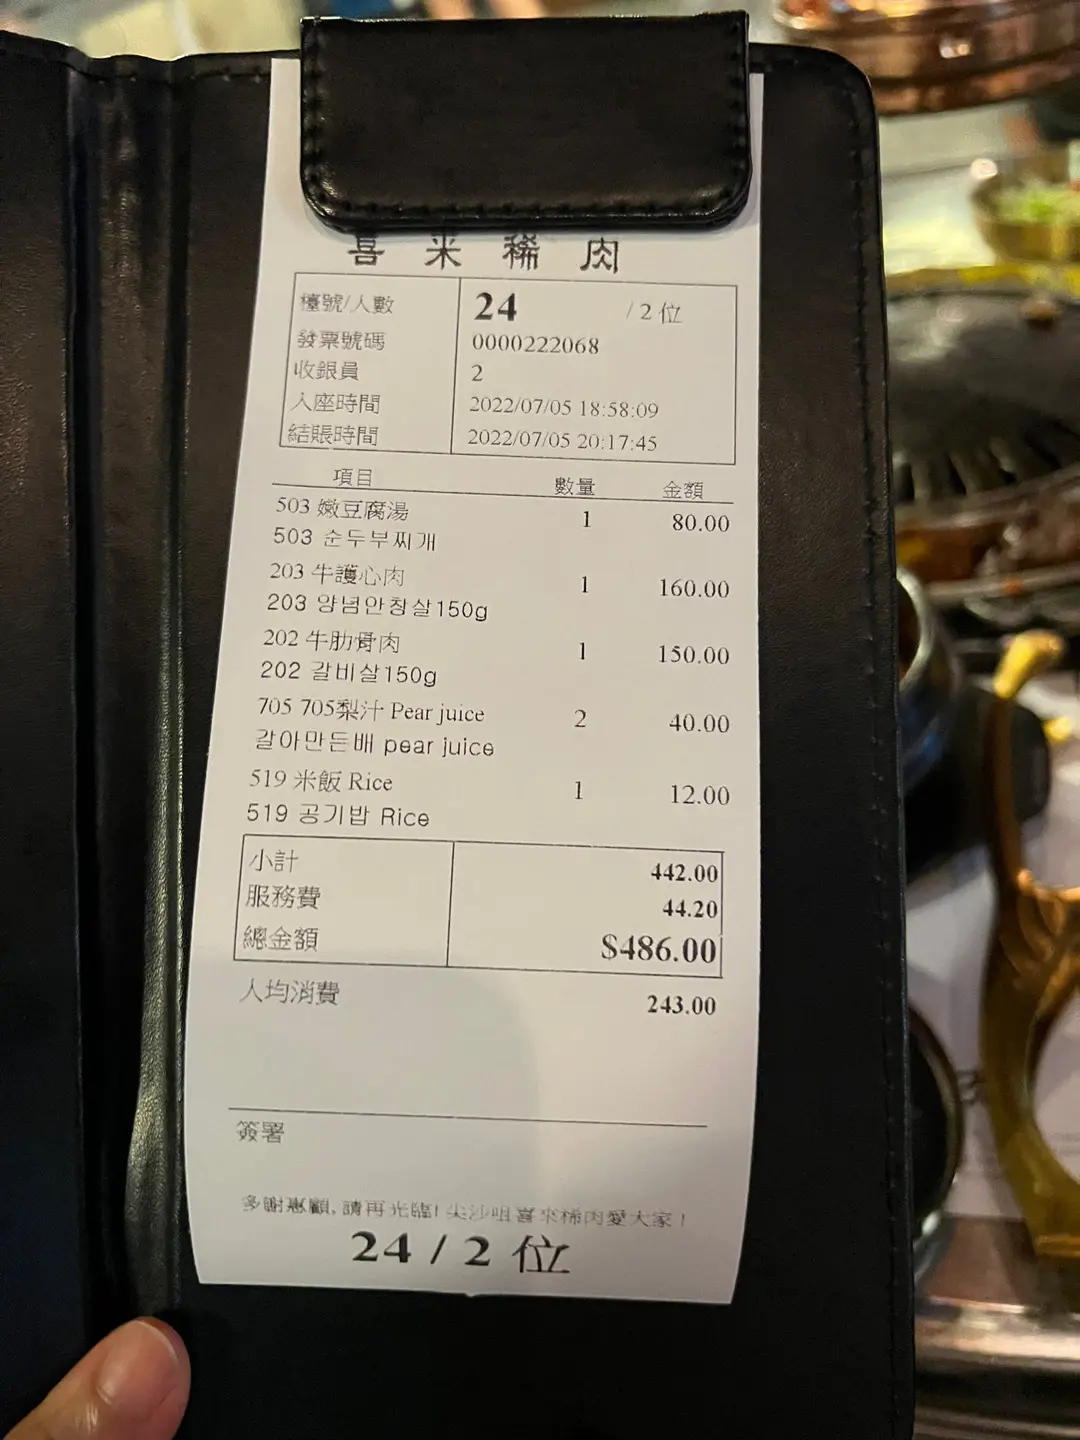 喜來稀肉
檯號/人數 24 /2位
發票號碼 0000222068
收銀員 2
入座時間 2022/07/05 18:58:09
結賬時間 2022/07/05 20:17:45
項目 數量 金額
503 嫩豆腐湯 1 80.00
503 순두부찌개
203 牛護心肉 1 160.00
203 양념안창살150g
202 牛肋骨肉 1 150.00
202 갈비살150g
705 705梨汁 Pear juice 2 40.00
갈아만든배 pear juice
519 米飯 Rice 1 12.00
519 공기밥 Rice
小計 442.00
服務費 44.20
總金額 $486.00
人均消費 243.00
簽署
多謝惠顧,請再光臨! 尖沙咀喜來稀肉愛大家!
24 / 2 位